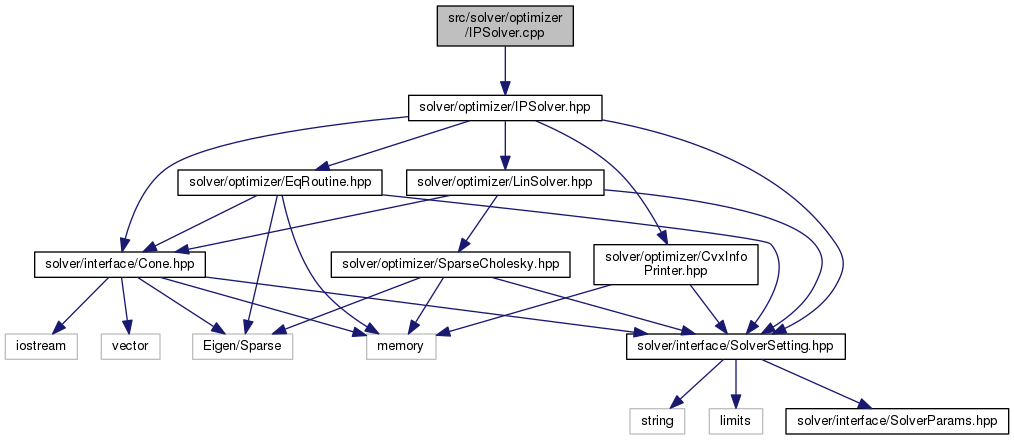 src/solver/optimizer
/IPSolver.cpp
solver/optimizer/IPSolver.hpp
solver/optimizer/EqRoutine.hpp
solver/optimizer/LinSolver.hpp
solver/interface/Cone.hpp
solver/optimizer/SparseCholesky.hpp
solver/optimizer/CvxInfo
Printer.hpp
iostream
vector
Eigen/Sparse
memory
solver/interface/SolverSetting.hpp
string
limits
solver/interface/SolverParams.hpp